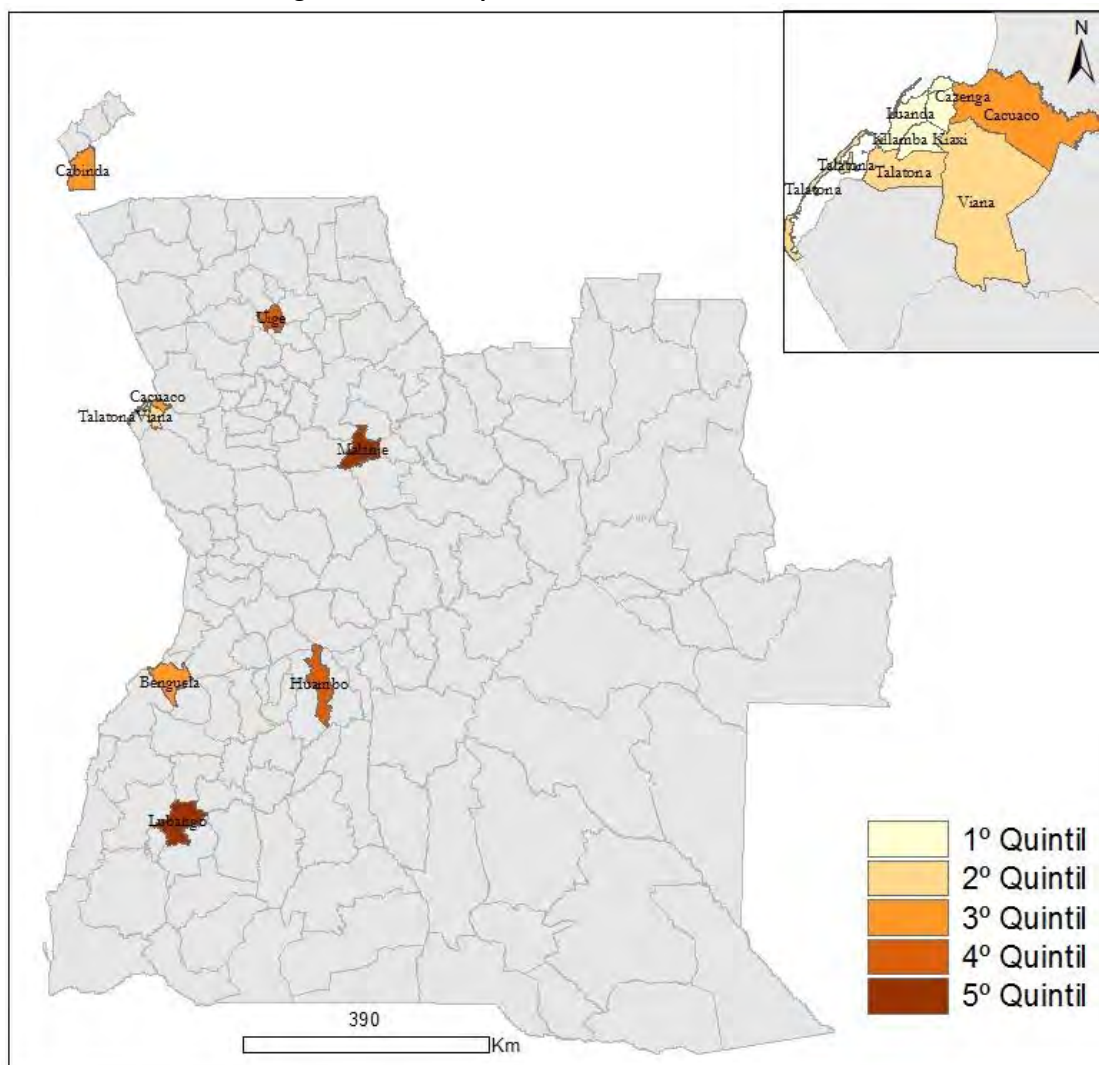 N
Cazenga
Luanda
Cacuaco
Kilamba Kiaxi
Talatona
Talatona
Talatona
Viana
Cabinda
Uige
Cacuaco
Talatona Viana
Malanje
Benguela
Huambo
Lubango
1º Quintil
2º Quintil
3º Quintil
4º Quintil
5º Quintil
390
Km